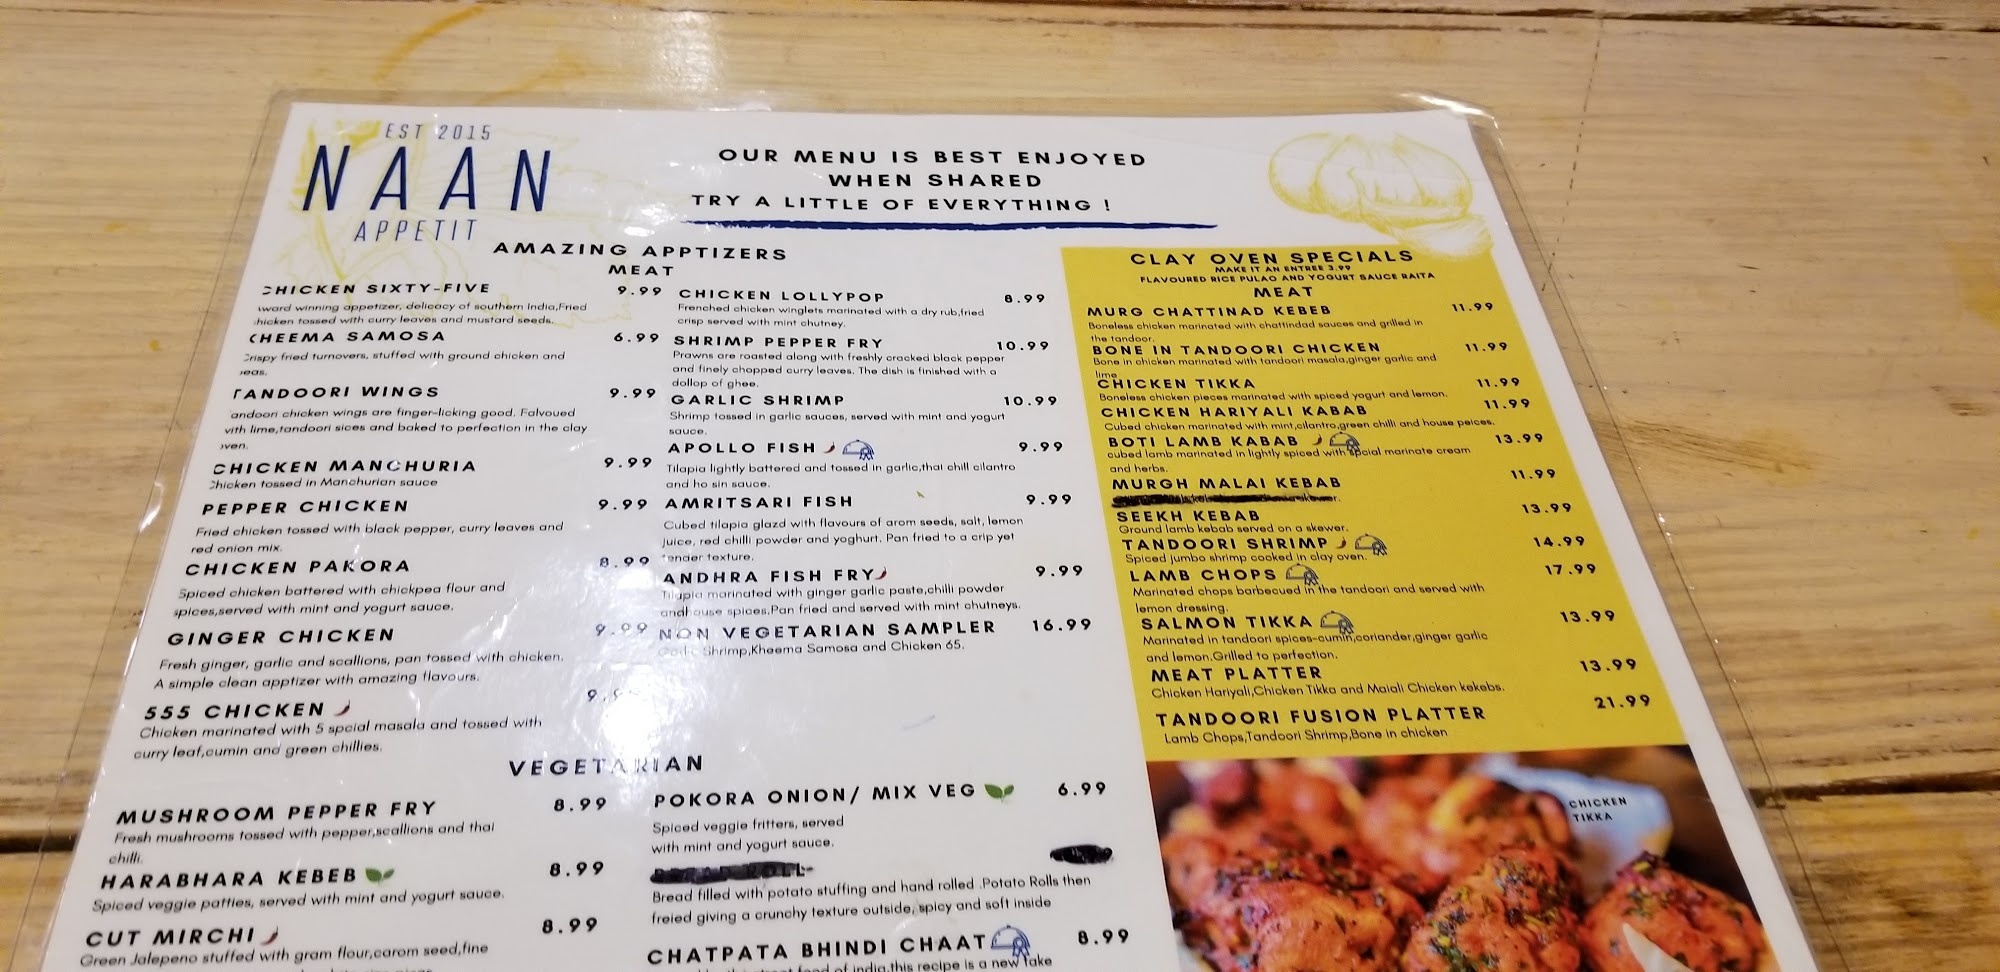 EST 2015
NAAN
APPETIT
OUR MENU IS BEST ENJOYED
WHEN SHARED
TRY A LITTLE OF EVERYTHING !
AMAZING APPTIZERS
MEAT
CHICKEN SIXTY-FIVE 9.99
award winning appetizer, delicacy of southern India,Fried
chicken tossed with curry leaves and mustard seeds.
KHEEMA SAMOSA 6.99
Crispy fried turnovers, stuffed with ground chicken and
peas.
TANDOORI WINGS 9.99
Tandoori chicken wings are finger-licking good. Falvoued
with lime,tandoori sices and baked to perfection in the clay
oven.
CHICKEN MANCHURIA 9.99
Chicken tossed in Manchurian sauce
PEPPER CHICKEN 9.99
Fried chicken tossed with black pepper, curry leaves and
red onion mix.
CHICKEN PAKORA 8.99
Spiced chicken battered with chickpea flour and
spices,served with mint and yogurt sauce.
GINGER CHICKEN 9.99
Fresh ginger, garlic and scallions, pan tossed with chicken.
A simple clean apptizer with amazing flavours.
555 CHICKEN
Chicken marinated with 5 spcial masala and tossed with
curry leaf,cumin and green chillies.
CHICKEN LOLLYPOP 8.99
Frenched chicken winglets marinated with a dry rub,fried
crisp served with mint chutney.
SHRIMP PEPPER FRY 10.99
Prawns are roasted along with freshly cracked black pepper
and finely chopped curry leaves. The dish is finished with a
dollop of ghee.
GARLIC SHRIMP 10.99
Shrimp tossed in garlic sauces, served with mint and yogurt
sauce.
APOLLO FISH 9.99
Tilapia lightly battered and tossed in garlic,thai chill cilantro
and ho sin sauce.
AMRITSARI FISH 9.99
Cubed tilapia glazd with flavours of arom seeds, salt, lemon
juice, red chilli powder and yoghurt. Pan fried to a crip yet
tender texture.
ANDHRA FISH FRY 9.99
Tilapia marinated with ginger garlic paste,chilli powder
andhouse spices.Pan fried and served with mint chutneys.
NON VEGETARIAN SAMPLER 16.99
Garlic Shrimp,Kheema Samosa and Chicken 65.
VEGETARIAN
MUSHROOM PEPPER FRY 8.99
Fresh mushrooms tossed with pepper,scallions and thai
chilli.
HARABHARA KEBEB 8.99
Spiced veggie patties, served with mint and yogurt sauce.
CUT MIRCHI 8.99
Green Jalepeno stuffed with gram flour,carom seed,fine
POKORA ONION/ MIX VEG 6.99
Spiced veggie fritters, served
with mint and yogurt sauce.
ROLL
Bread filled with potato stuffing and hand rolled .Potato Rolls then
freied giving a crunchy texture outside, spicy and soft inside
CHATPATA BHINDI CHAAT 8.99
food of india,this recipe is a new take
CLAY OVEN SPECIALS
MAKE IT AN ENTREE 3.99
FLAVOURED RICE PULAO AND YOGURT SAUCE RAITA
MEAT
MURG CHATTINAD KEBEB 11.99
Boneless chicken marinated with chattindad sauces and grilled in
the tandoor.
BONE IN TANDOORI CHICKEN 11.99
Bone in chicken marinated with tandoori masala,ginger garlic and
lime
CHICKEN TIKKA 11.99
Boneless chicken pieces marinated with spiced yogurt and lemon.
CHICKEN HARIYALI KABAB 11.99
Cubed chicken marinated with mint,cilantro,green chilli and house peices.
BOTI LAMB KABAB 13.99
cubed lamb marinated in lightly spiced with spcial marinate cream
and herbs.
MURGH MALAI KEBAB 11.99
SEEKH KEBAB 13.99
Ground lamb kebab served on a skewer.
TANDOORI SHRIMP 14.99
Spiced jumbo shrimp cooked in clay oven.
LAMB CHOPS 17.99
Marinated chops barbecued in the tandoori and served with
lemon dressing.
SALMON TIKKA 13.99
Marinated in tandoori spices-cumin,coriander,ginger garlic
and lemon.Grilled to perfection.
MEAT PLATTER 13.99
Chicken Hariyali,Chicken Tikka and Malali Chicken kekebs.
TANDOORI FUSION PLATTER 21.99
Lamb Chops,Tandoori Shrimp,Bone in chicken
CHICKEN
TIKKA